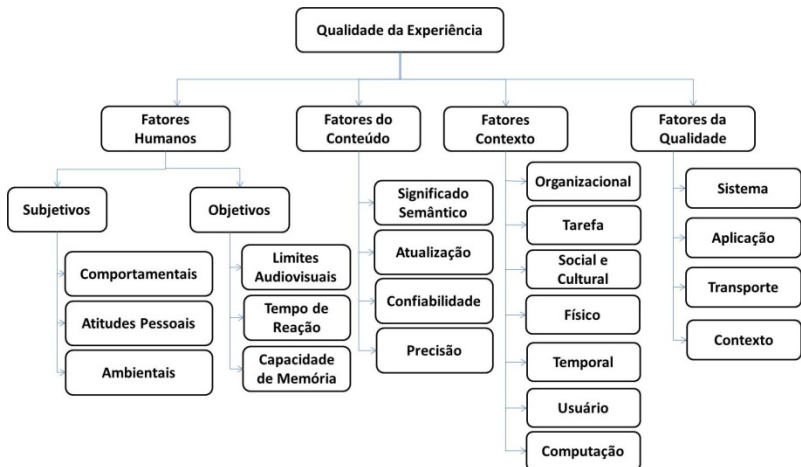 Qualidade da Experiência
Fatores
Humanos
Fatores do
Conteúdo
Fatores
Contexto
Fatores da
Qualidade
Subjetivos
Objetivos
Comportamentais
Atitudes Pessoais
Ambientais
Limites
Audiovisuais
Tempo de
Reação
Capacidade
de Memória
Significado
Semântico
Atualização
Confiabilidade
Precisão
Organizacional
Tarefa
Social e
Cultural
Físico
Temporal
Usuário
Computação
Sistema
Aplicação
Transporte
Contexto